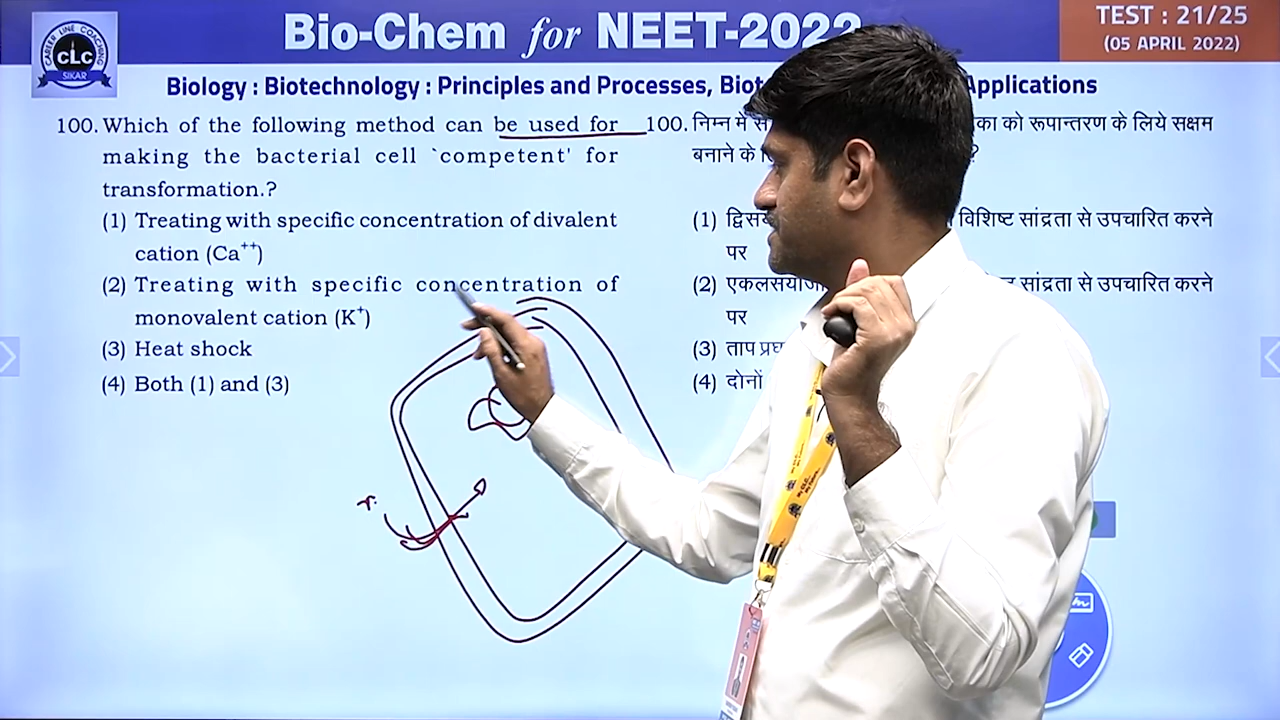 Bio-Chem for NEET-2022
TEST : 21/25
(05 APRIL 2022)
CAREER LINE COACHING
CLC
SIKAR
Biology : Biotechnology : Principles and Processes, Applications
100. Which of the following method can be used for
making the bacterial cell `competent' for
transformation.?
(1) Treating with specific concentration of divalent
cation (Ca++)
(2) Treating with specific concentration of
monovalent cation (K+)
(3) Heat shock
(4) Both (1) and (3)
100. निम्न में को रूपान्तरण के लिये सक्षम
बनाने के ?
(1) विशिष्ट सांद्रता से उपचारित करने
पर
(2) सांद्रता से उपचारित करने
पर
(3) ताप
(4) दोनों